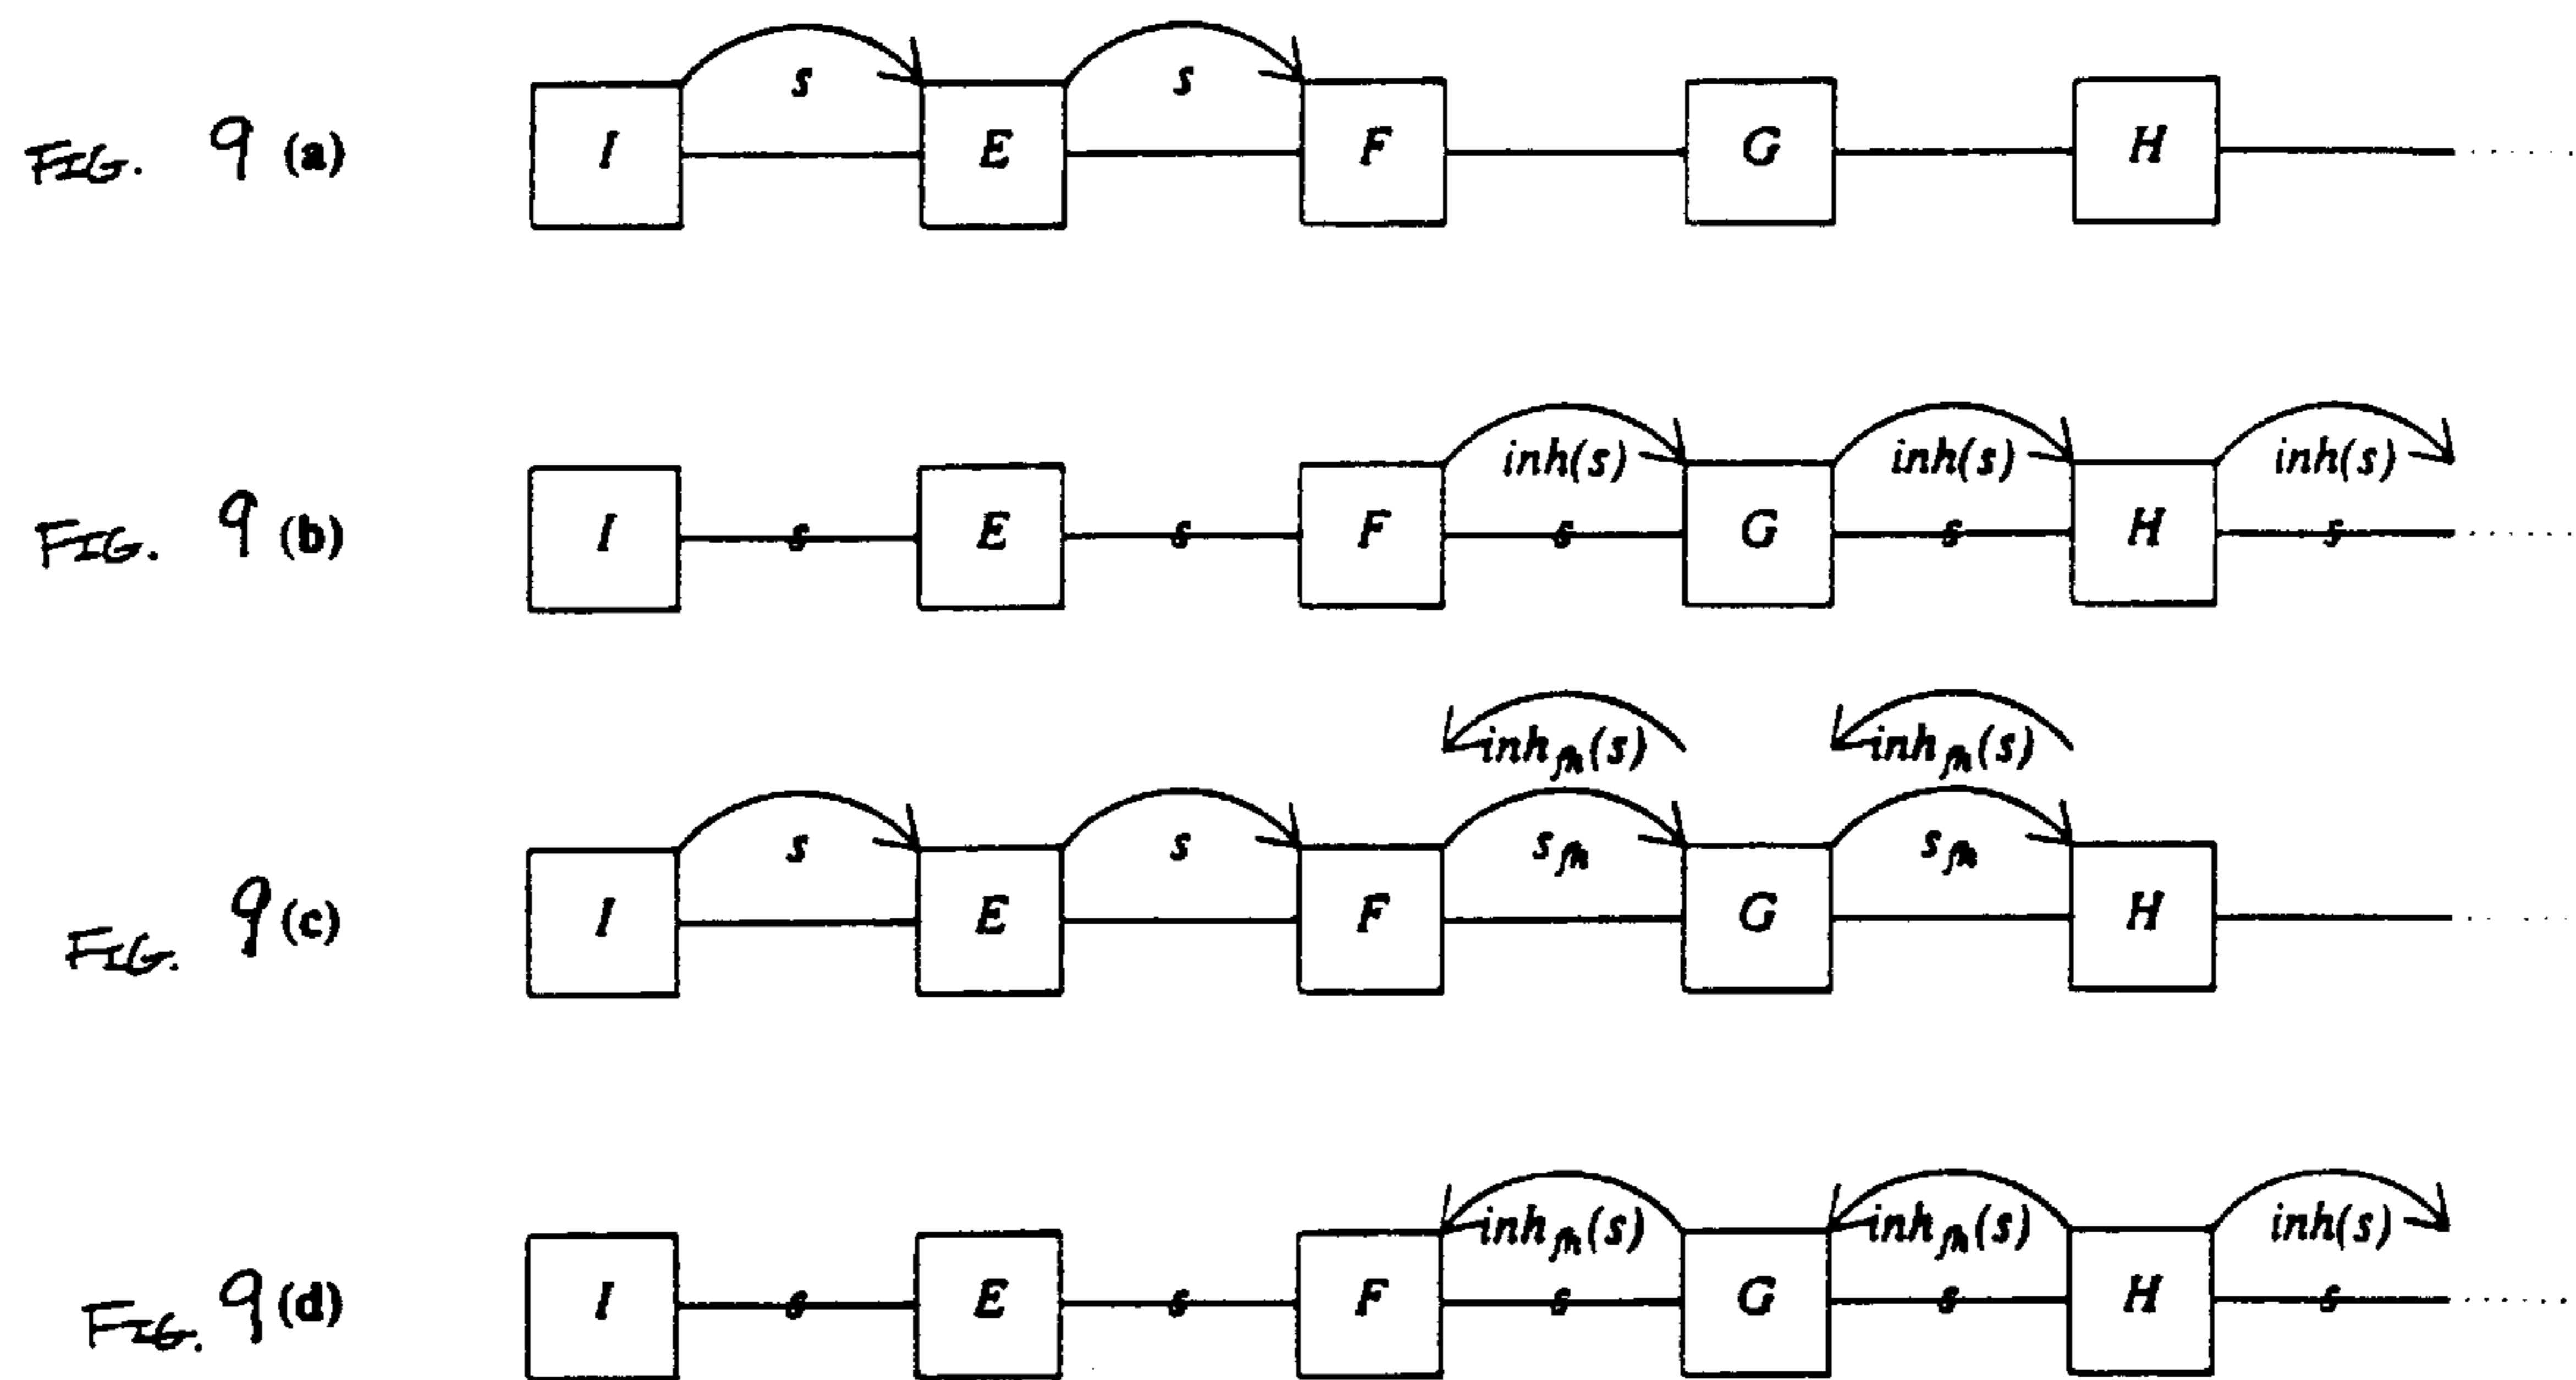 s s
FIG. 9 (a) I E F G H
inh(s) inh(s) inh(s)
FIG. 9 (b) I s E s F s G s H s
inh_fh(s) inh_fh(s)
s s s_fh s_fh
FIG. 9 (c) I E F G H
inh_fh(s) inh_fh(s) inh(s)
FIG. 9 (d) I s E s F s G s H s